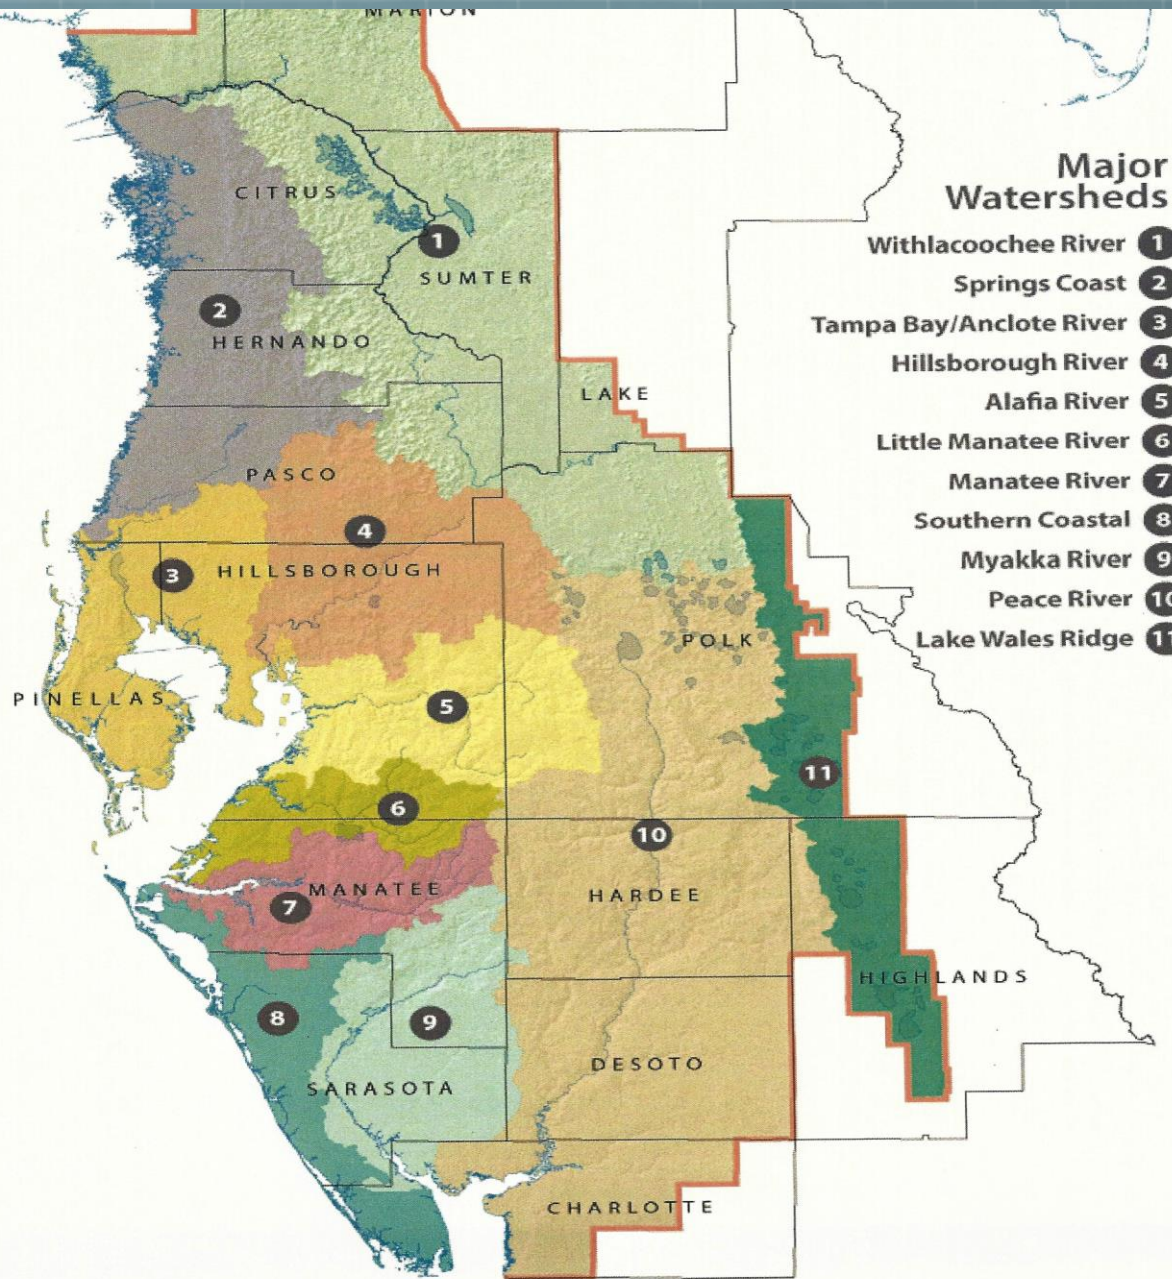 MARION
CITRUS
1
SUMTER
2
HERNANDO
LAKE
PASCO
4
3
HILLSBOROUGH
POLK
PINELLAS
5
11
6
10
MANATEE
HARDEE
7
HIGHLANDS
8
9
DESOTO
SARASOTA
CHARLOTTE
Major
Watersheds
Withlacoochee River 1
Springs Coast 2
Tampa Bay/Anclote River 3
Hillsborough River 4
Alafia River 5
Little Manatee River 6
Manatee River 7
Southern Coastal 8
Myakka River 9
Peace River 10
Lake Wales Ridge 11